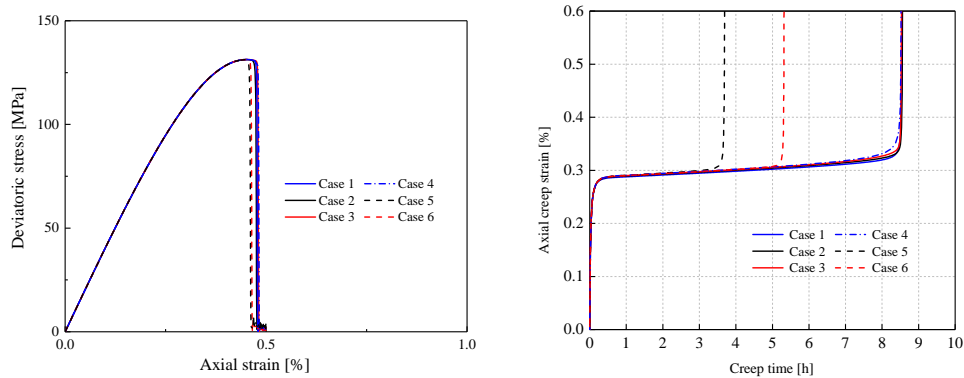 150
100
50
0
0.0 0.5 1.0
Deviatoric stress [MPa]
Axial strain [%]
Case 1 Case 4
Case 2 Case 5
Case 3 Case 6
0.6
0.5
0.4
0.3
0.2
0.1
0.0
0 1 2 3 4 5 6 7 8 9 10
Axial creep strain [%]
Creep time [h]
Case 1 Case 4
Case 2 Case 5
Case 3 Case 6